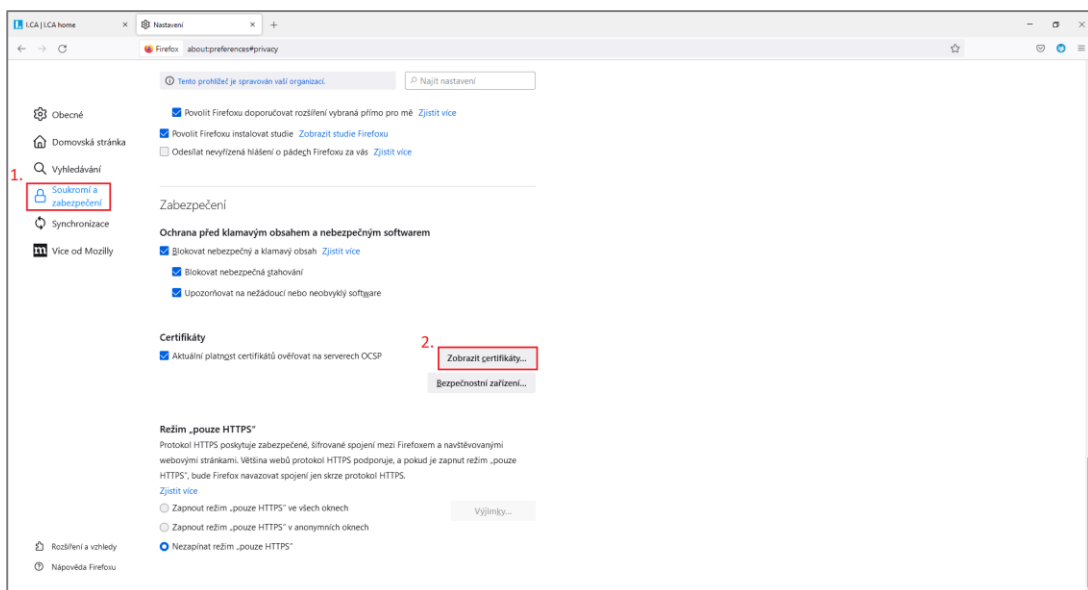 I.CA | I.CA home
Nastavení
Firefox about:preferences#privacy
Tento prohlížeč je spravován vaší organizací.
Najít nastavení
Obecné
Domovská stránka
Vyhledávání
1.
Soukromí a
zabezpečení
Synchronizace
Více od Mozilly
Povolit Firefoxu doporučovat rozšíření vybraná přímo pro mě Zjistit více
Povolit Firefoxu instalovat studie Zobrazit studie Firefoxu
Odesílat nevyřízená hlášení o pádech Firefoxu za vás Zjistit více
Zabezpečení
Ochrana před klamavým obsahem a nebezpečným softwarem
Blokovat nebezpečný a klamavý obsah Zjistit více
Blokovat nebezpečná stahování
Upozorňovat na nežádoucí nebo neobvyklý software
Certifikáty
Aktuální platnost certifikátů ověřovat na serverech OCSP
2.
Zobrazit certifikáty...
Bezpečnostní zařízení...
Režim „pouze HTTPS"
Protokol HTTPS poskytuje zabezpečené, šifrované spojení mezi Firefoxem a navštěvovanými
webovými stránkami. Většina webů protokol HTTPS podporuje, a pokud je zapnut režim „pouze
HTTPS", bude Firefox navazovat spojení jen skrze protokol HTTPS.
Zjistit více
Zapnout režim „pouze HTTPS" ve všech oknech
Výjimky...
Zapnout režim „pouze HTTPS" v anonymních oknech
Nezapínat režim „pouze HTTPS"
Rozšíření a vzhledy
Nápověda Firefoxu